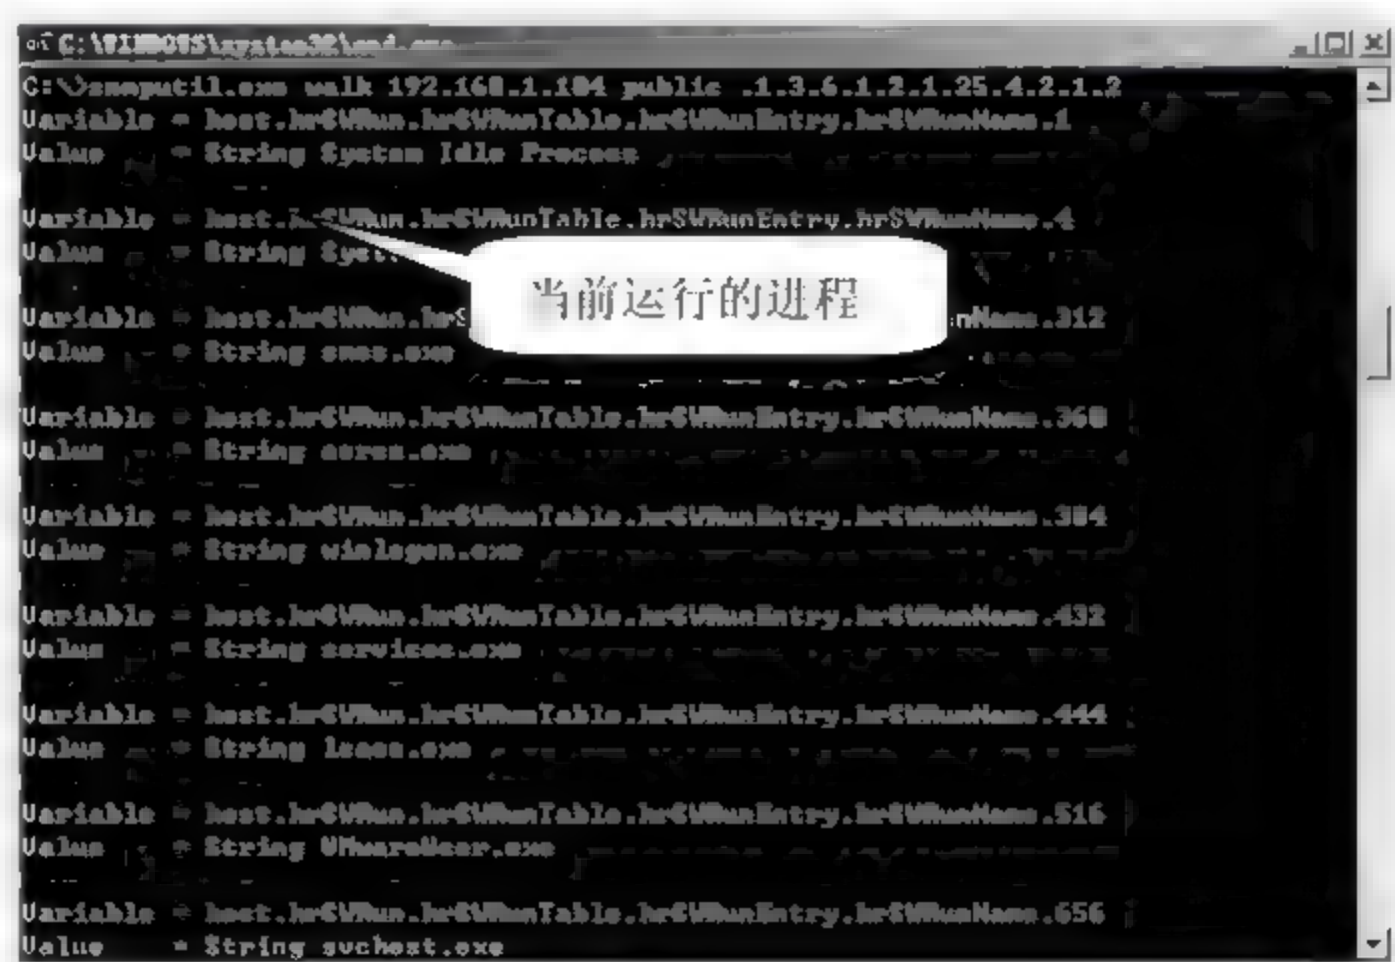 C:\WINDOWS\system32\cmd.exe
C:\>snmputil.exe walk 192.168.1.104 public .1.3.6.1.2.1.25.4.2.1.2
Variable = host.hrSWRun.hrSWRunTable.hrSWRunEntry.hrSWRunName.1
Value = String System Idle Process
Variable = host.hrSWRun.hrSWRunTable.hrSWRunEntry.hrSWRunName.4
Value = String Syst
当前运行的进程
Variable = host.hrSWRun.hrS nName.312
Value = String smss.exe
Variable = host.hrSWRun.hrSWRunTable.hrSWRunEntry.hrSWRunName.360
Value = String csrss.exe
Variable = host.hrSWRun.hrSWRunTable.hrSWRunEntry.hrSWRunName.384
Value = String winlogon.exe
Variable = host.hrSWRun.hrSWRunTable.hrSWRunEntry.hrSWRunName.432
Value = String services.exe
Variable = host.hrSWRun.hrSWRunTable.hrSWRunEntry.hrSWRunName.444
Value = String lsass.exe
Variable = host.hrSWRun.hrSWRunTable.hrSWRunEntry.hrSWRunName.516
Value = String VMwareUser.exe
Variable = host.hrSWRun.hrSWRunTable.hrSWRunEntry.hrSWRunName.656
Value = String svchost.exe